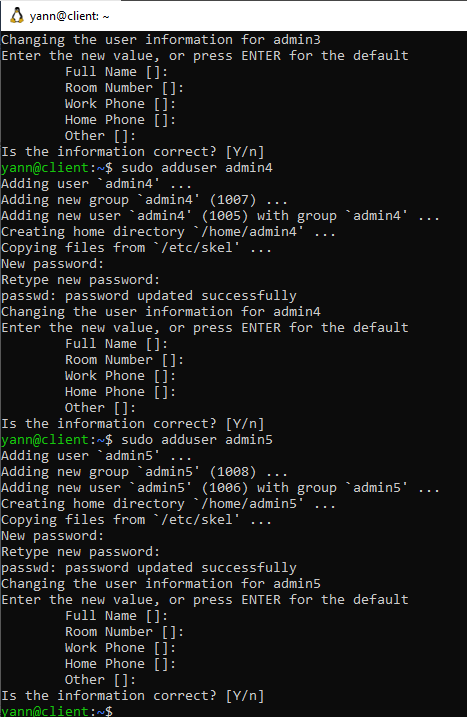 yann@client: ~
Changing the user information for admin3
Enter the new value, or press ENTER for the default
Full Name []:
Room Number []:
Work Phone []:
Home Phone []:
Other []:
Is the information correct? [Y/n]
yann@client:~$ sudo adduser admin4
Adding user `admin4' ...
Adding new group `admin4' (1007) ...
Adding new user `admin4' (1005) with group `admin4' ...
Creating home directory `/home/admin4' ...
Copying files from `/etc/skel' ...
New password:
Retype new password:
passwd: password updated successfully
Changing the user information for admin4
Enter the new value, or press ENTER for the default
Full Name []:
Room Number []:
Work Phone []:
Home Phone []:
Other []:
Is the information correct? [Y/n]
yann@client:~$ sudo adduser admin5
Adding user `admin5' ...
Adding new group `admin5' (1008) ...
Adding new user `admin5' (1006) with group `admin5' ...
Creating home directory `/home/admin5' ...
Copying files from `/etc/skel' ...
New password:
Retype new password:
passwd: password updated successfully
Changing the user information for admin5
Enter the new value, or press ENTER for the default
Full Name []:
Room Number []:
Work Phone []:
Home Phone []:
Other []:
Is the information correct? [Y/n]
yann@client:~$